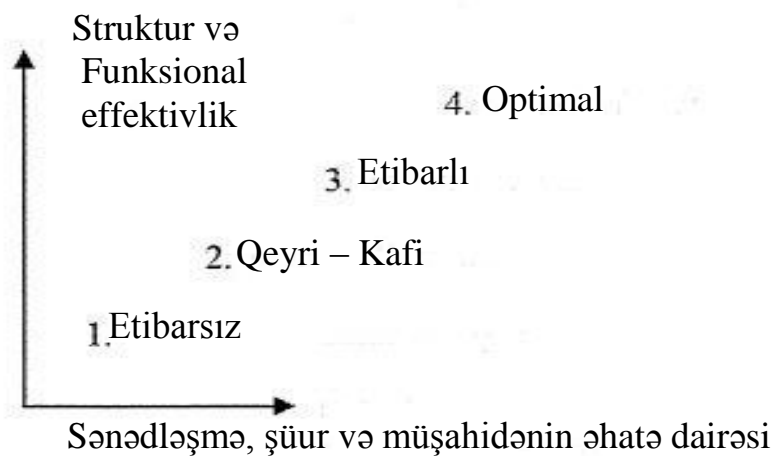 Struktur və
Funksional
effektivlik
4. Optimal
3. Etibarlı
2. Qeyri – Kafi
1. Etibarsız
Sənədləşmə, şüur və müşahidənin əhatə dairəsi